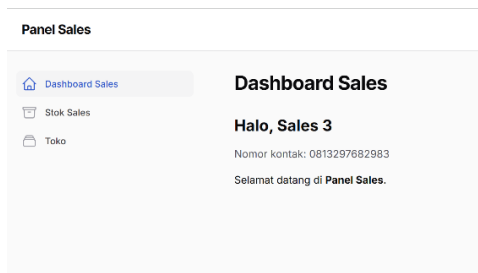 Panel Sales
Dashboard Sales
Stok Sales
Toko
Dashboard Sales
Halo, Sales 3
Nomor kontak: 0813297682983
Selamat datang di Panel Sales.